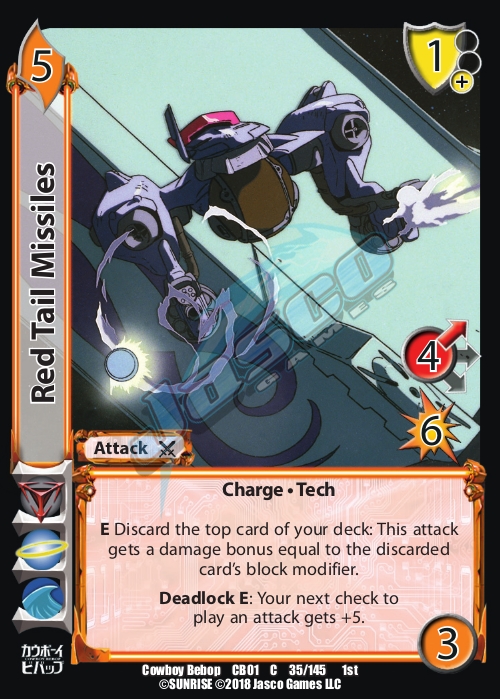 5
1
+
Red Tail Missiles
Jasco
GAMES
4
6
Attack
Charge • Tech
E Discard the top card of your deck: This attack
gets a damage bonus equal to the discarded
card's block modifier.
Deadlock E: Your next check to
play an attack gets +5.
3
カウボーイ
ビバップ
Cowboy Bebop CB01 C 35/145 1st
©SUNRISE ©2018 Jasco Games LLC